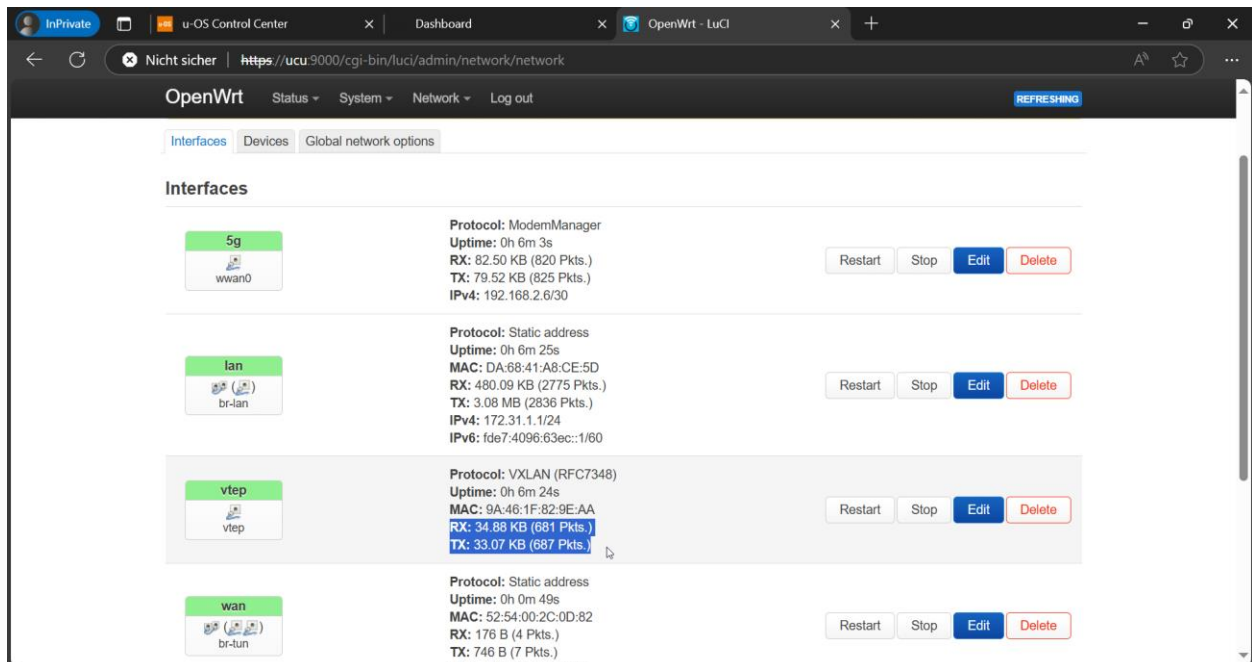 InPrivate
u-OS Control Center
Dashboard
OpenWrt - LuCI
Nicht sicher | https://ucu:9000/cgi-bin/luci/admin/network/network
OpenWrt Status System Network Log out REFRESHING
Interfaces Devices Global network options
Interfaces
5g
wwan0
Protocol: ModemManager
Uptime: 0h 6m 3s
RX: 82.50 KB (820 Pkts.)
TX: 79.52 KB (825 Pkts.)
IPv4: 192.168.2.6/30
Restart Stop Edit Delete
lan
br-lan
Protocol: Static address
Uptime: 0h 6m 25s
MAC: DA:68:41:A8:CE:5D
RX: 480.09 KB (2775 Pkts.)
TX: 3.08 MB (2836 Pkts.)
IPv4: 172.31.1.1/24
IPv6: fde7:4096:63ec::1/60
Restart Stop Edit Delete
vtep
vtep
Protocol: VXLAN (RFC7348)
Uptime: 0h 6m 24s
MAC: 9A:46:1F:82:9E:AA
RX: 34.88 KB (681 Pkts.)
TX: 33.07 KB (687 Pkts.)
Restart Stop Edit Delete
wan
br-tun
Protocol: Static address
Uptime: 0h 0m 49s
MAC: 52:54:00:2C:0D:82
RX: 176 B (4 Pkts.)
TX: 746 B (7 Pkts.)
Restart Stop Edit Delete